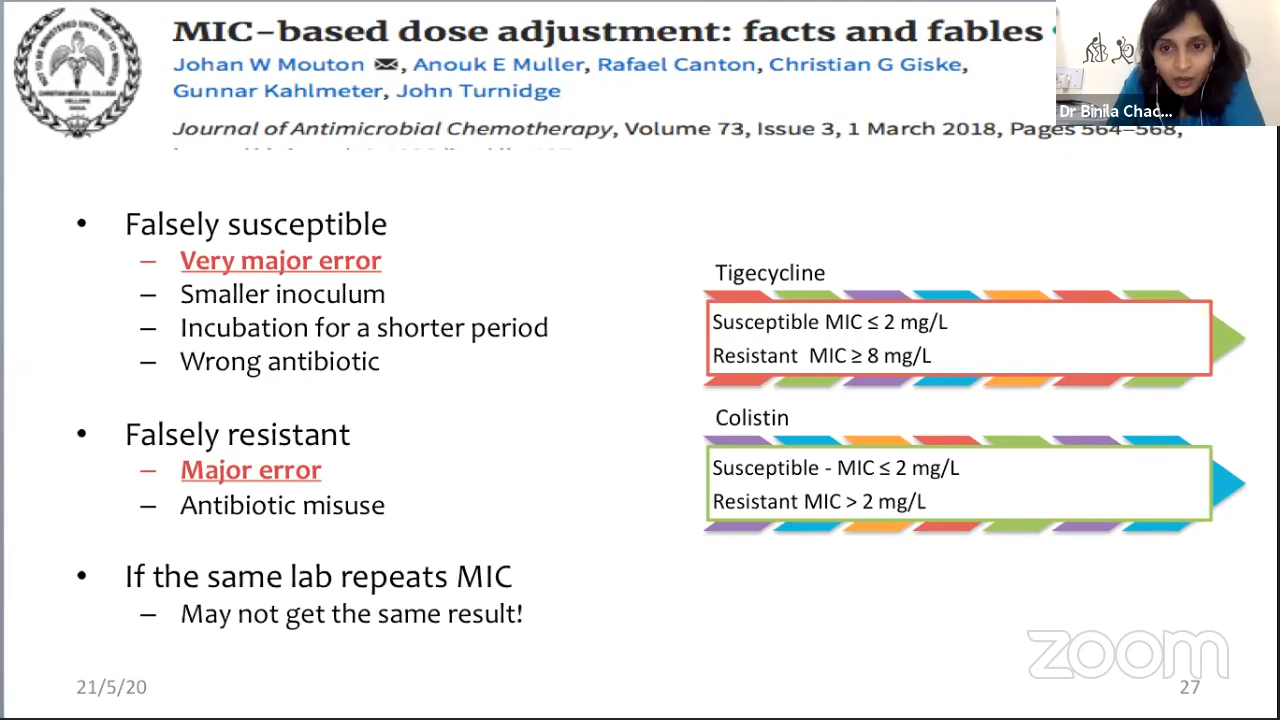 MIC-based dose adjustment: facts and fables
Johan W Mouton ✉, Anouk E Muller, Rafael Canton, Christian G Giske,
Gunnar Kahlmeter, John Turnidge
Journal of Antimicrobial Chemotherapy, Volume 73, Issue 3, 1 March 2018, Pages 564–568,
Dr Binila Chac...
• Falsely susceptible
– Very major error
– Smaller inoculum
– Incubation for a shorter period
– Wrong antibiotic
• Falsely resistant
– Major error
– Antibiotic misuse
• If the same lab repeats MIC
– May not get the same result!
Tigecycline
Susceptible MIC ≤ 2 mg/L
Resistant MIC ≥ 8 mg/L
Colistin
Susceptible - MIC ≤ 2 mg/L
Resistant MIC > 2 mg/L
zoom
21/5/20
27